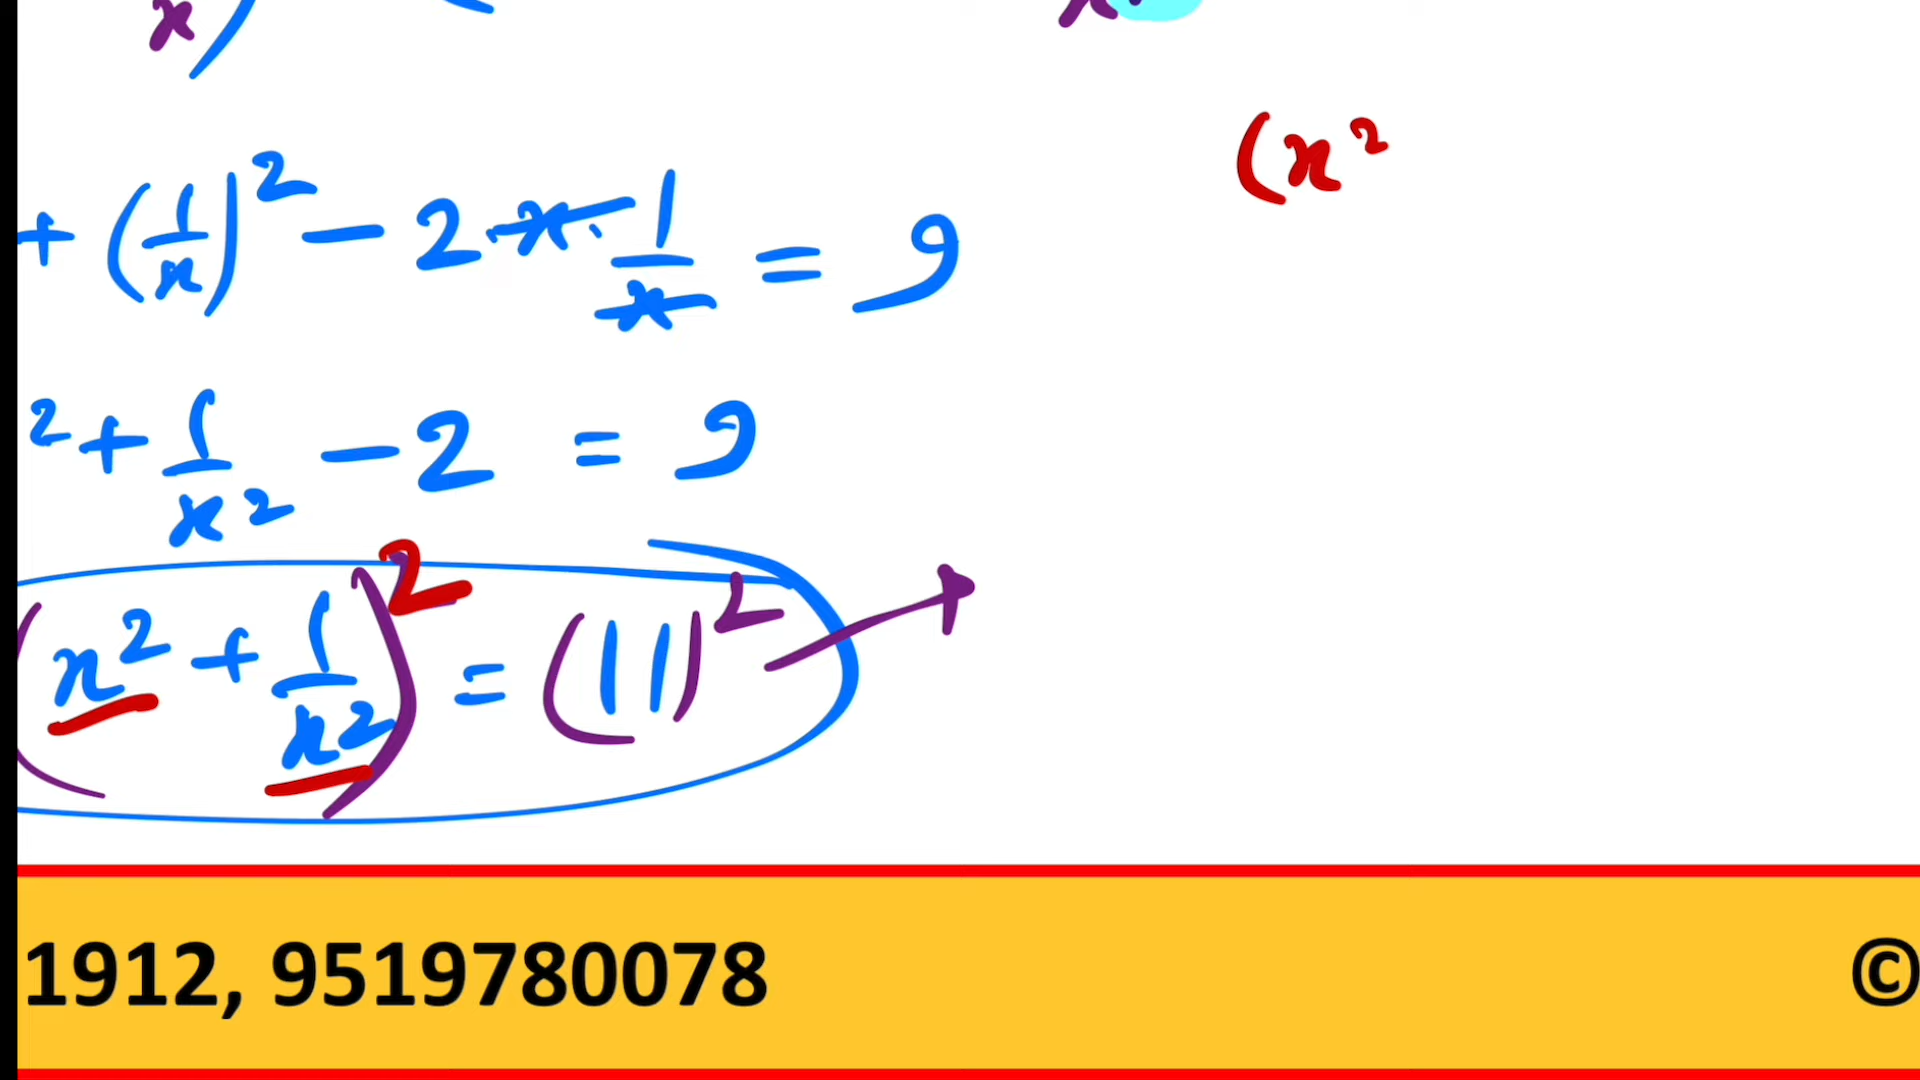 x
(x²
+ (1/x)² - 2·x·1/x = 9
² + 1/x² - 2 = 9
(x² + 1/x²)² = (11)²
1912, 9519780078
©